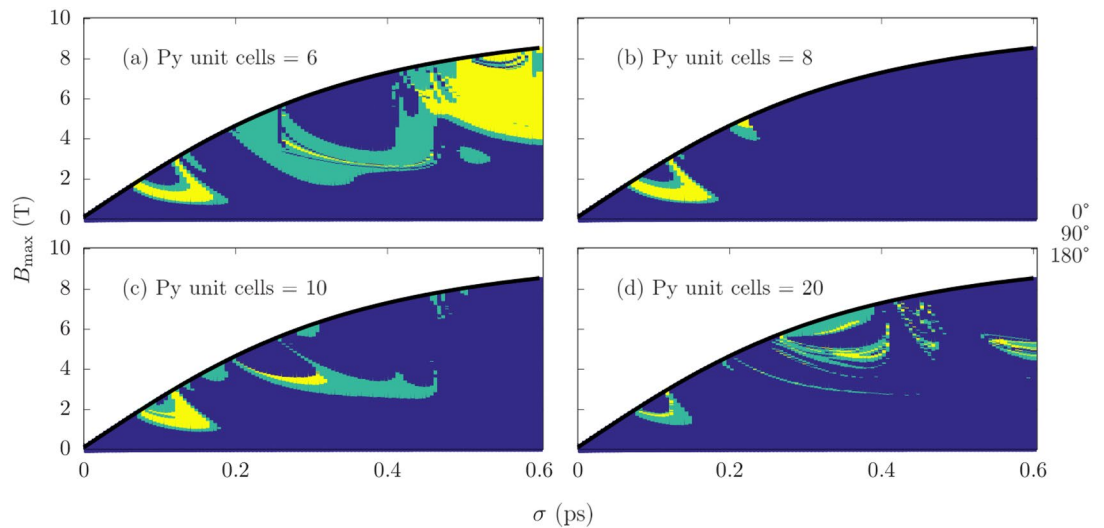 10
8
6
4
2
0
(a) Py unit cells = 6
(b) Py unit cells = 8
B_max (T)
0°
90°
180°
10
8
6
4
2
0
(c) Py unit cells = 10
(d) Py unit cells = 20
0 0.2 0.4 0.6
0 0.2 0.4 0.6
σ (ps)